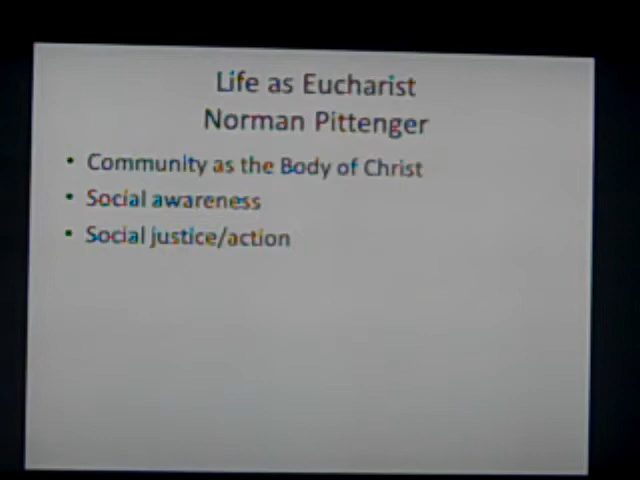 Life as Eucharist
Norman Pittenger
• Community as the Body of Christ
• Social awareness
• Social justice/action